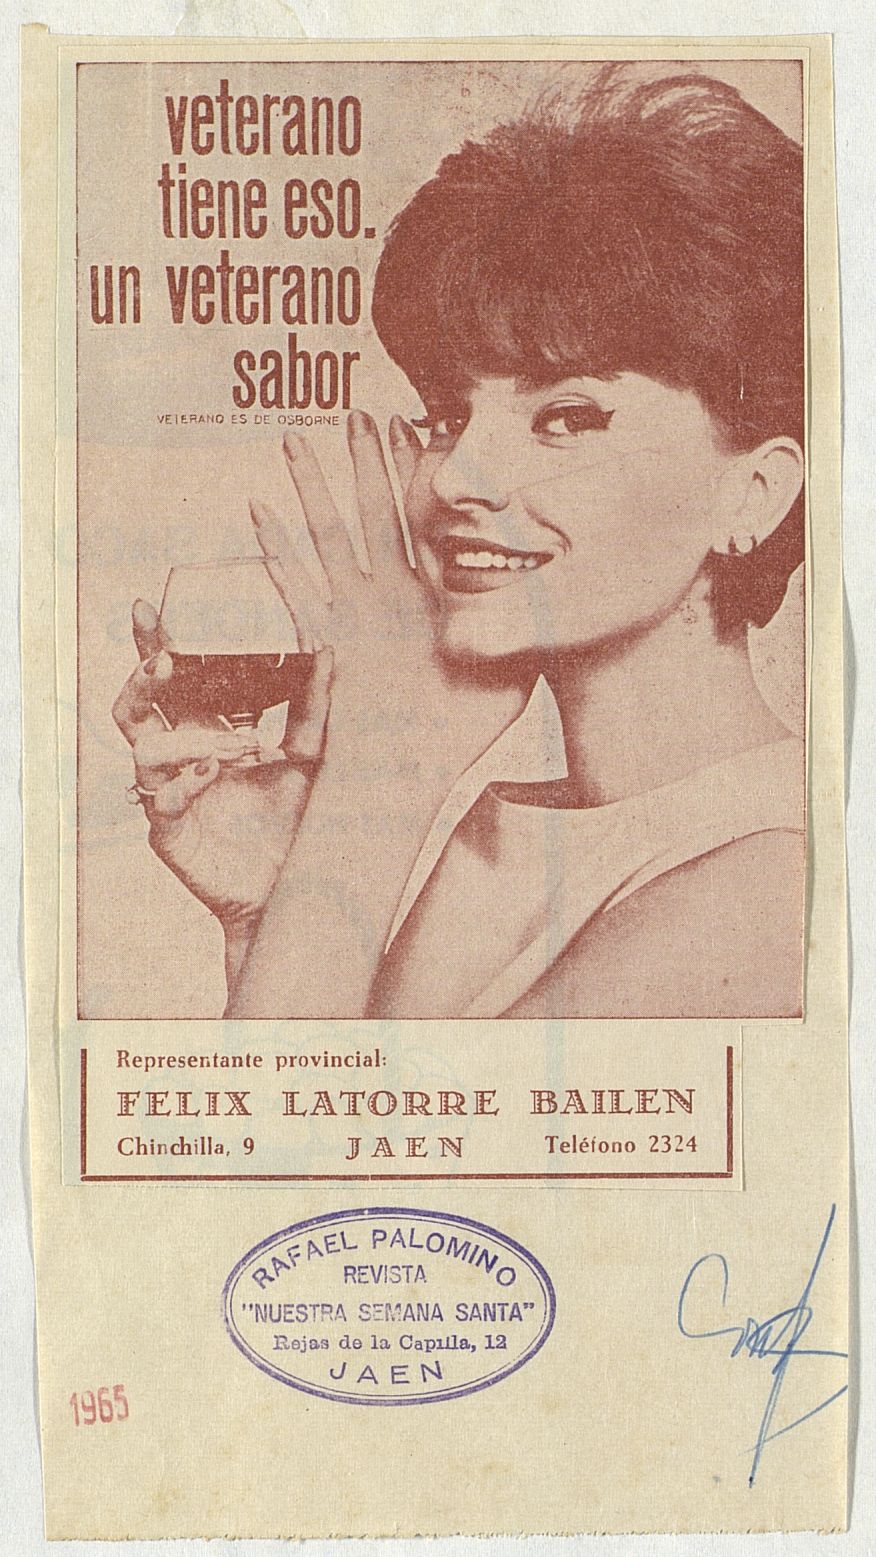 veterano
tiene eso.
un veterano
sabor
VETERANO ES DE OSBORNE
Representante provincial:
FELIX LATORRE BAILEN
Chinchilla, 9 JAEN Teléfono 2324
RAFAEL PALOMINO
REVISTA
"NUESTRA SEMANA SANTA"
Rejas de la Capilla, 12
JAEN
1965